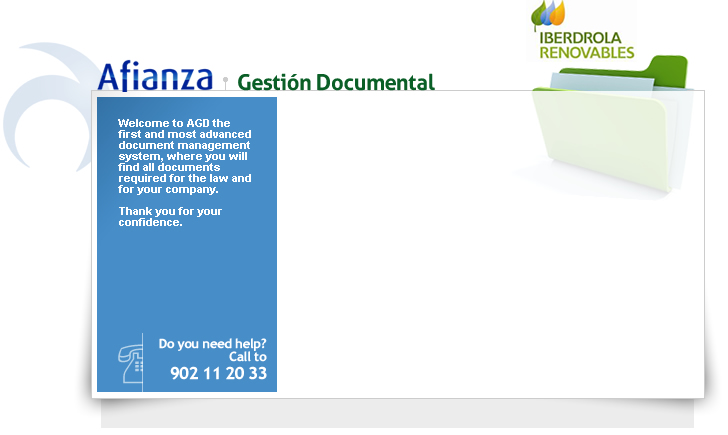 IBERDROLA
RENOVABLES
Afianza Gestión Documental
Welcome to AGD the
first and most advanced
document management
system, where you will
find all documents
required for the law and
for your company.
Thank you for your
confidence.
Do you need help?
Call to
902 11 20 33